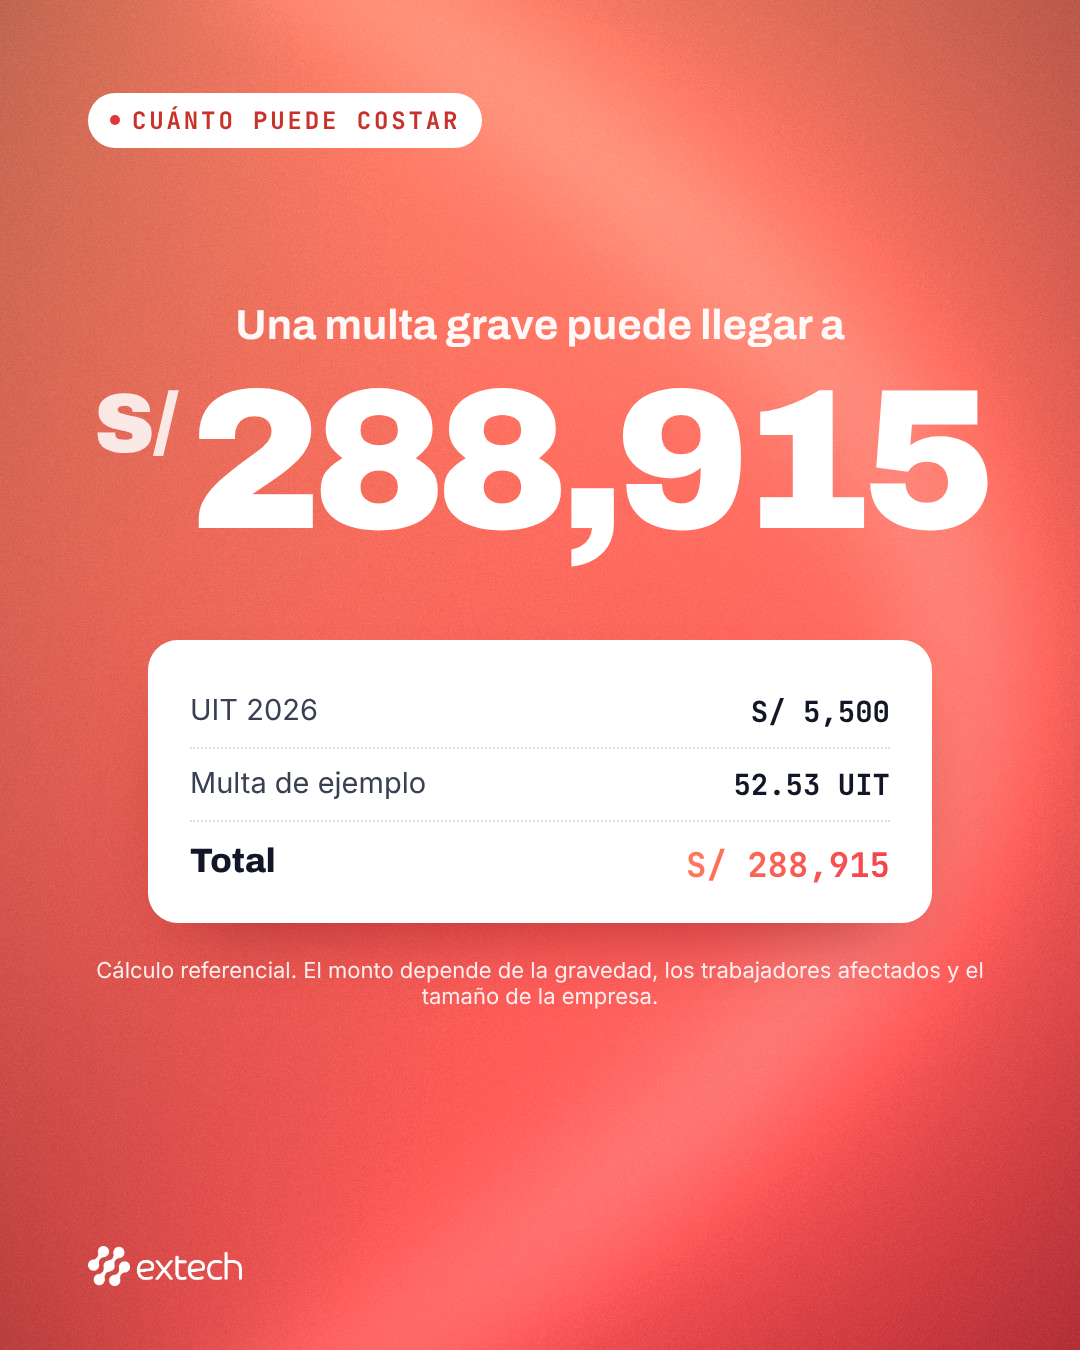 CUÁNTO PUEDE COSTAR
Una multa grave puede llegar a
S/ 288,915
UIT 2026 S/ 5,500
Multa de ejemplo 52.53 UIT
Total S/ 288,915
Cálculo referencial. El monto depende de la gravedad, los trabajadores afectados y el
tamaño de la empresa.
extech